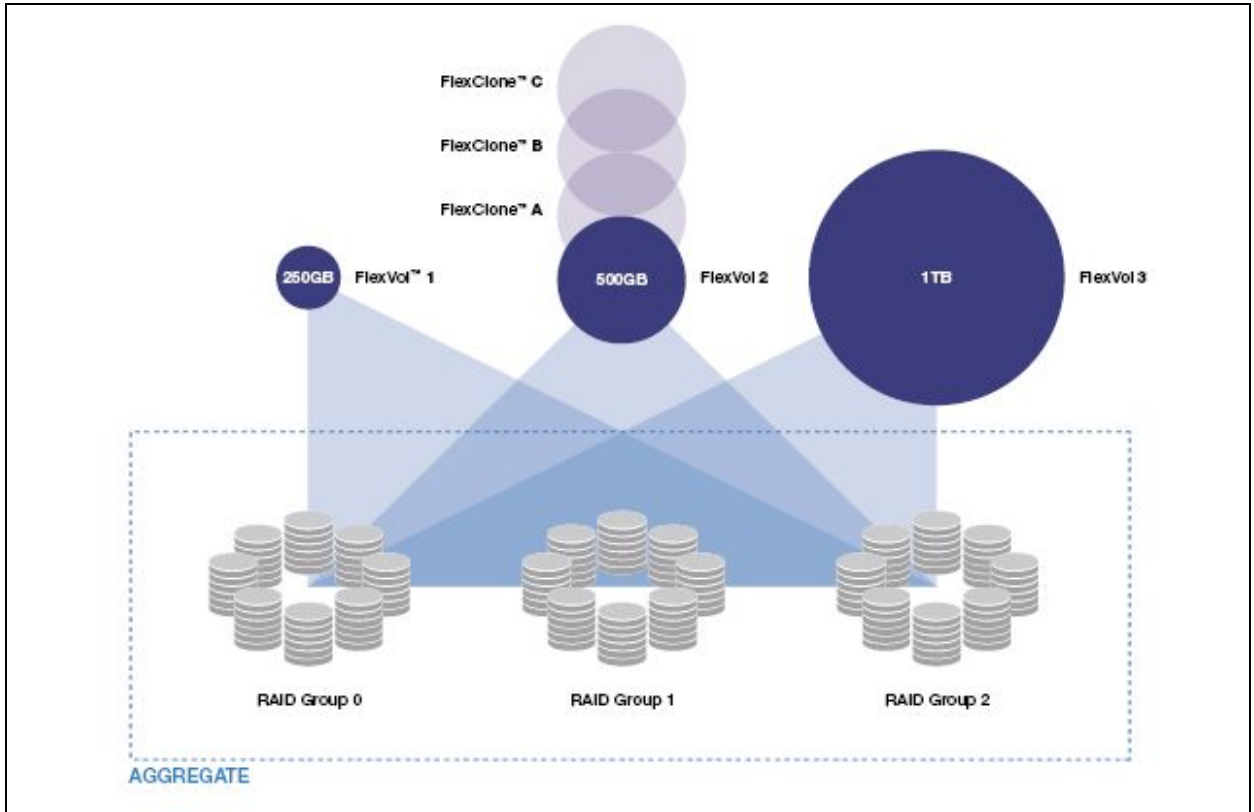 FlexClone™ C
FlexClone™ B
FlexClone™ A
250GB
FlexVol™ 1
500GB
FlexVol 2
1TB
FlexVol 3
RAID Group 0
RAID Group 1
RAID Group 2
AGGREGATE